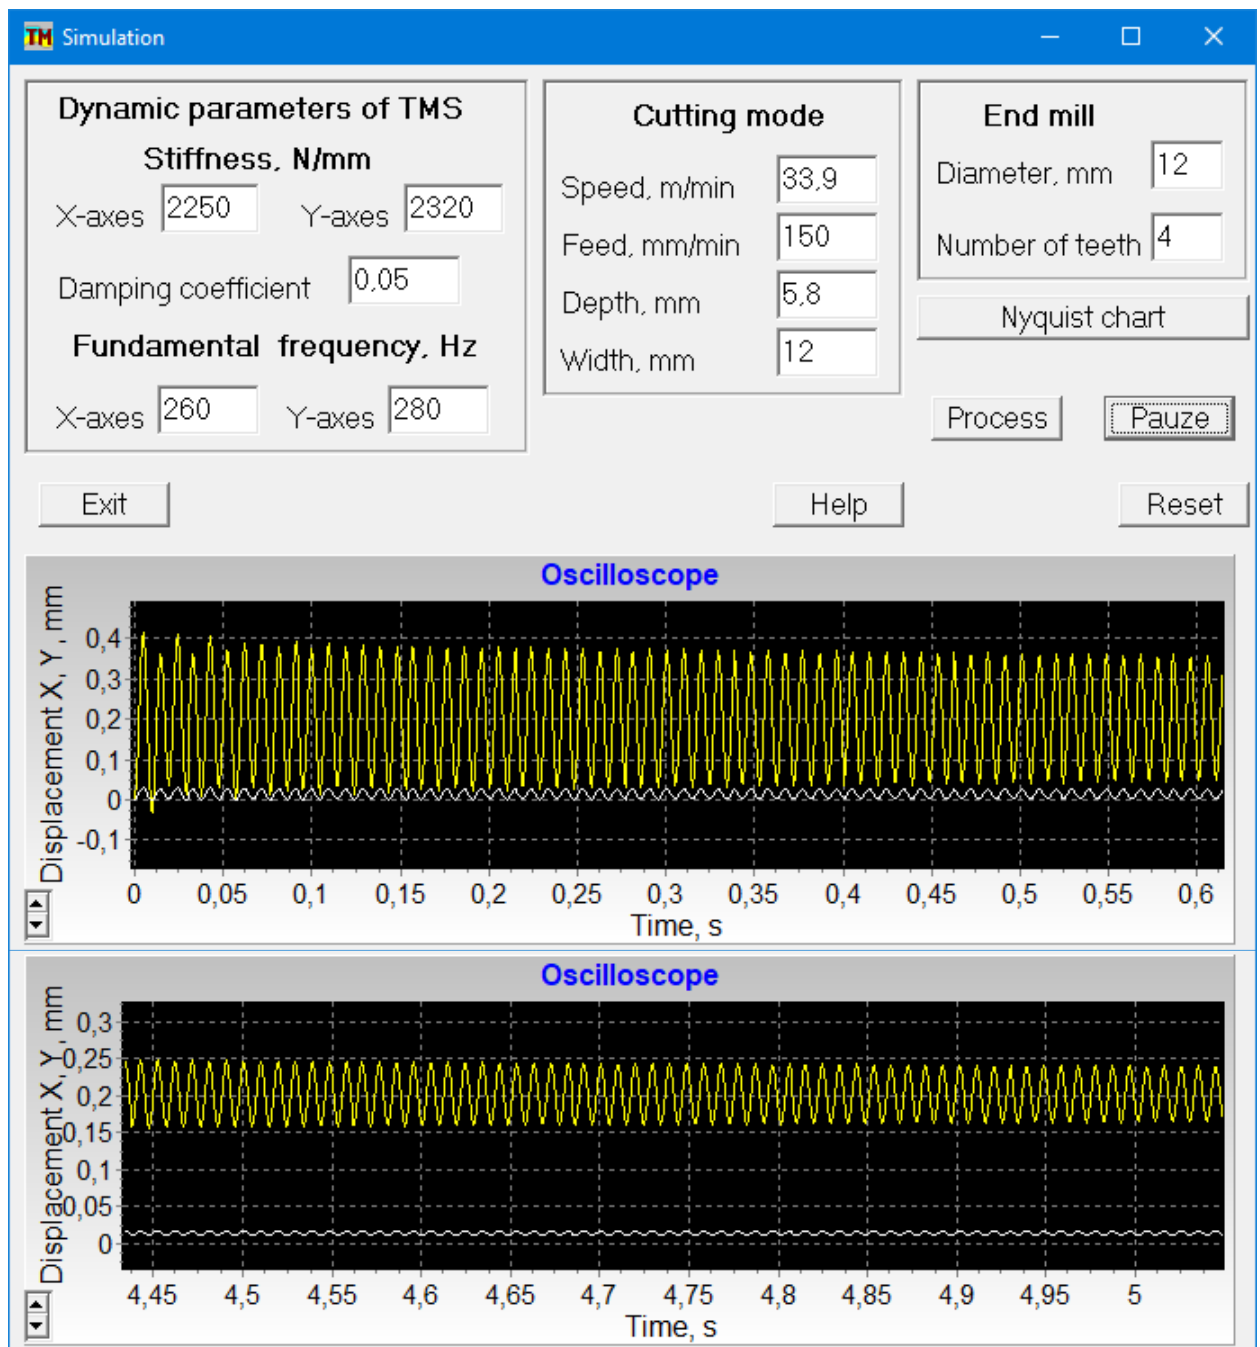 TM Simulation
Dynamic parameters of TMS
Stiffness, N/mm
X-axes 2250 Y-axes 2320
Damping coefficient 0,05
Fundamental frequency, Hz
X-axes 260 Y-axes 280
Cutting mode
Speed, m/min 33,9
Feed, mm/min 150
Depth, mm 5,8
Width, mm 12
End mill
Diameter, mm 12
Number of teeth 4
Nyquist chart
Process Pauze
Exit Help Reset
Oscilloscope
Displacement X, Y, mm
0,4
0,3
0,2
0,1
0
-0,1
0 0,05 0,1 0,15 0,2 0,25 0,3 0,35 0,4 0,45 0,5 0,55 0,6
Time, s
Oscilloscope
Displacement X, Y, mm
0,3
0,25
0,2
0,15
0,1
0,05
0
4,45 4,5 4,55 4,6 4,65 4,7 4,75 4,8 4,85 4,9 4,95 5
Time, s